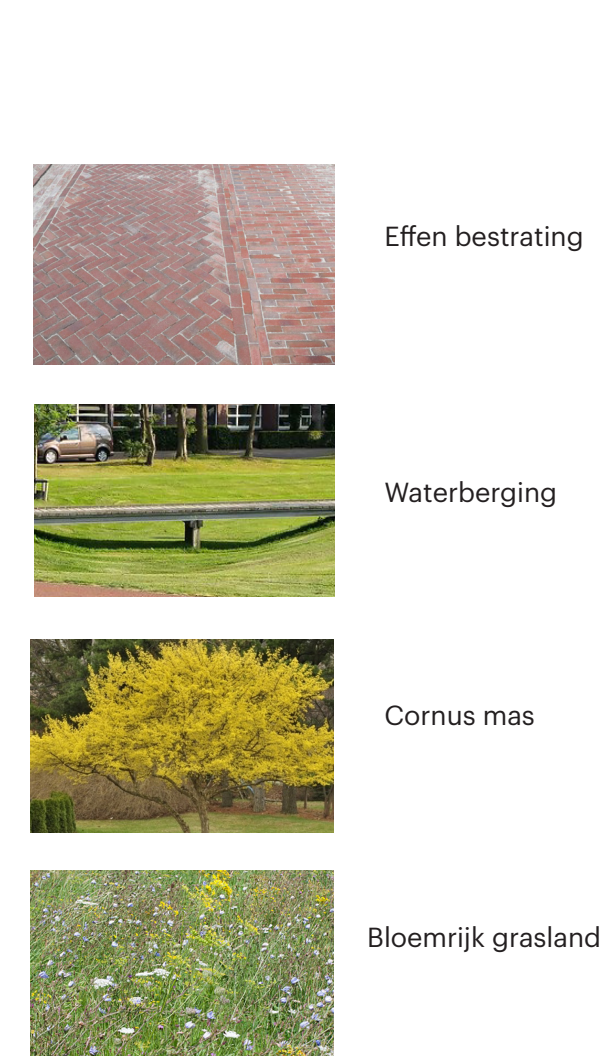 Effen bestrating
Waterberging
Cornus mas
Bloemrijk grasland